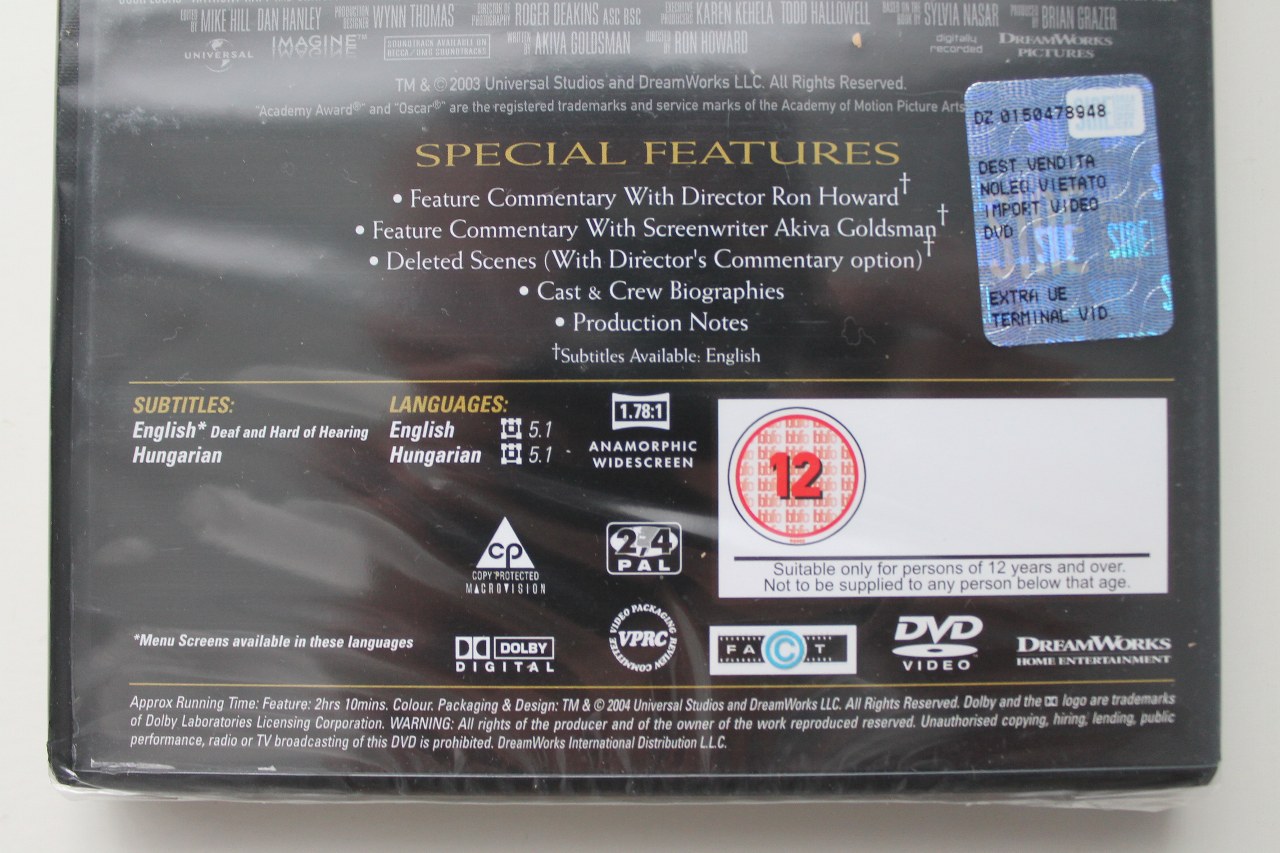 EDITED BY MIKE HILL DAN HANLEY PRODUCTION DESIGNER WYNN THOMAS DIRECTOR OF PHOTOGRAPHY ROGER DEAKINS ASC BSC EXECUTIVE PRODUCERS KAREN KEHELA TODD HALLOWELL BASED ON THE BOOK BY SYLVIA NASAR PRODUCED BY BRIAN GRAZER
UNIVERSAL IMAGINE™ SOUNDTRACK AVAILABLE ON DECCA/UMG SOUNDTRACKS WRITTEN BY AKIVA GOLDSMAN DIRECTED BY RON HOWARD digitally recorded DREAMWORKS PICTURES
TM & © 2003 Universal Studios and DreamWorks LLC. All Rights Reserved.
"Academy Award®" and "Oscar®" are the registered trademarks and service marks of the Academy of Motion Picture Arts
SPECIAL FEATURES
• Feature Commentary With Director Ron Howard†
• Feature Commentary With Screenwriter Akiva Goldsman†
• Deleted Scenes (With Director's Commentary option)†
• Cast & Crew Biographies
• Production Notes
†Subtitles Available: English
DZ 0150478948
DEST VENDITA
NOLEG VIETATO
IMPORT VIDEO
DVD
EXTRA UE
TERMINAL VID
SUBTITLES:
English* Deaf and Hard of Hearing
Hungarian
LANGUAGES:
English 5.1
Hungarian 5.1
1.78:1
ANAMORPHIC
WIDESCREEN
12
Suitable only for persons of 12 years and over.
Not to be supplied to any person below that age.
CP
COPY PROTECTED
MACROVISION
2,4
PAL
*Menu Screens available in these languages
DOLBY
DIGITAL
VIDEO PACKAGING REVIEW COMMITTEE
VPRC
FACT
DVD
VIDEO™
DREAMWORKS
HOME ENTERTAINMENT
Approx Running Time: Feature: 2hrs 10mins. Colour. Packaging & Design: TM & © 2004 Universal Studios and DreamWorks LLC. All Rights Reserved. Dolby and the logo are trademarks
of Dolby Laboratories Licensing Corporation. WARNING: All rights of the producer and of the owner of the work reproduced reserved. Unauthorised copying, hiring, lending, public
performance, radio or TV broadcasting of this DVD is prohibited. DreamWorks International Distribution L.L.C.